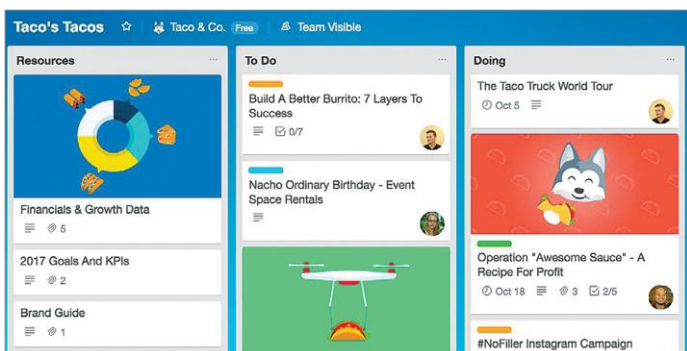 Taco's Tacos
Taco & Co.
Free
Team Visible
Resources
Financials & Growth Data
5
2017 Goals And KPIs
2
Brand Guide
1
To Do
Build A Better Burrito: 7 Layers To
Success
0/7
Nacho Ordinary Birthday - Event
Space Rentals
Doing
The Taco Truck World Tour
Oct 5
Operation "Awesome Sauce" - A
Recipe For Profit
Oct 18 3 2/5
#NoFiller Instagram Campaign